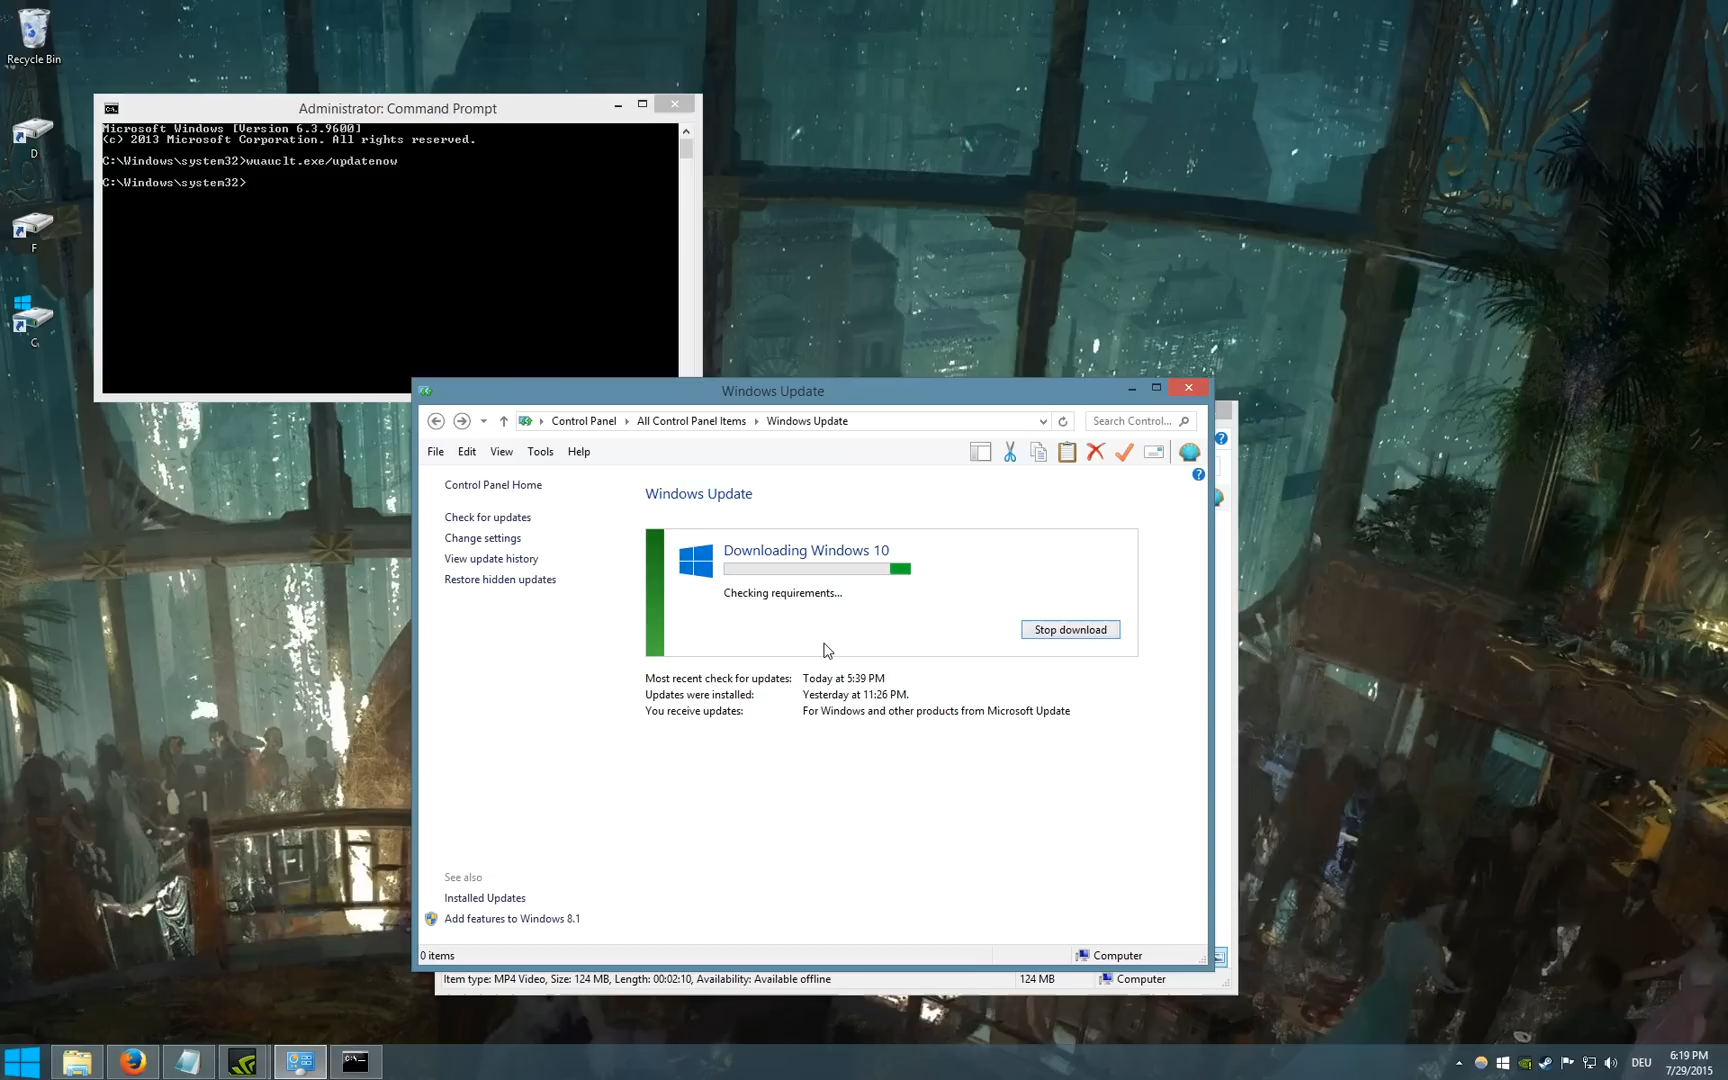 Recycle Bin
D
F
C
Administrator: Command Prompt
Microsoft Windows [Version 6.3.9600]
(c) 2013 Microsoft Corporation. All rights reserved.
C:\Windows\system32>wuauclt.exe/updatenow
C:\Windows\system32>
Windows Update
Control Panel All Control Panel Items Windows Update
Search Control...
File Edit View Tools Help
Control Panel Home
Check for updates
Change settings
View update history
Restore hidden updates
Windows Update
Downloading Windows 10
Checking requirements...
Stop download
Most recent check for updates: Today at 5:39 PM
Updates were installed: Yesterday at 11:26 PM.
You receive updates: For Windows and other products from Microsoft Update
See also
Installed Updates
Add features to Windows 8.1
0 items
Computer
Item type: MP4 Video, Size: 124 MB, Length: 00:02:10, Availability: Available offline
124 MB
Computer
DEU
6:19 PM
7/29/2015